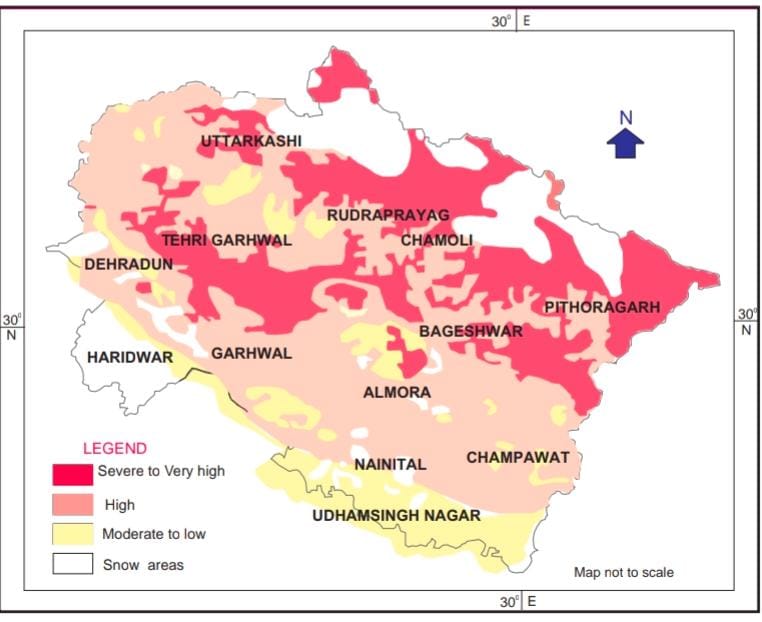 30° E
N
UTTARKASHI
RUDRAPRAYAG
TEHRI GARHWAL
CHAMOLI
DEHRADUN
PITHORAGARH
30°
N
30°
N
BAGESHWAR
HARIDWAR
GARHWAL
ALMORA
LEGEND
Severe to Very high
High
Moderate to low
Snow areas
CHAMPAWAT
NAINITAL
UDHAMSINGH NAGAR
Map not to scale
30° E